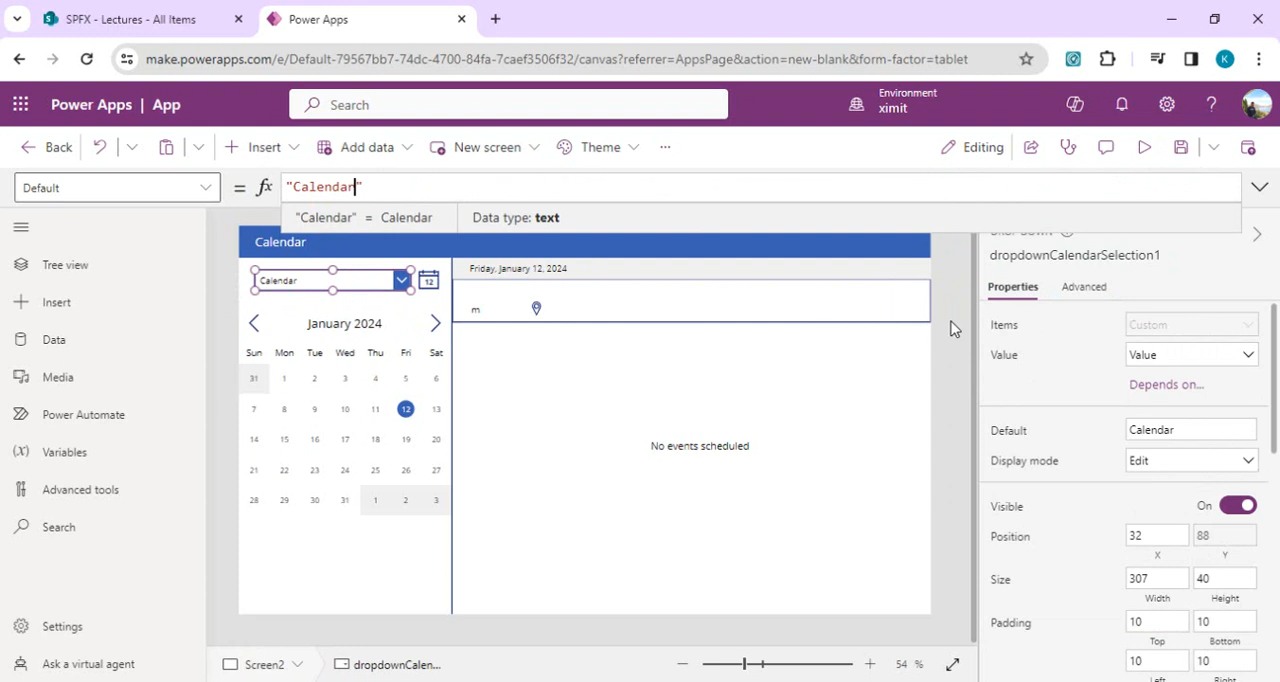 SPFX - Lectures - All Items
Power Apps
make.powerapps.com/e/Default-79567bb7-74dc-4700-84fa-7caef3506f32/canvas?referrer=AppsPage&action=new-blank&form-factor=tablet
K
Power Apps | App
Search
Environment
ximit
Back
Insert
Add data
New screen
Theme
Editing
Default
= fx "Calendar"
"Calendar" = Calendar
Data type: text
Tree view
Insert
Data
Media
Power Automate
Variables
Advanced tools
Search
Settings
Ask a virtual agent
Calendar
Calendar
12
January 2024
Sun Mon Tue Wed Thu Fri Sat
31 1 2 3 4 5 6
7 8 9 10 11 12 13
14 15 16 17 18 19 20
21 22 23 24 25 26 27
28 29 30 31 1 2 3
Friday, January 12, 2024
m
No events scheduled
dropdownCalendarSelection1
Properties
Advanced
Items Custom
Value Value
Depends on...
Default Calendar
Display mode Edit
Visible On
Position 32 88
X Y
Size 307 40
Width Height
Padding 10 10
Top Bottom
10 10
Screen2
dropdownCalen...
54 %